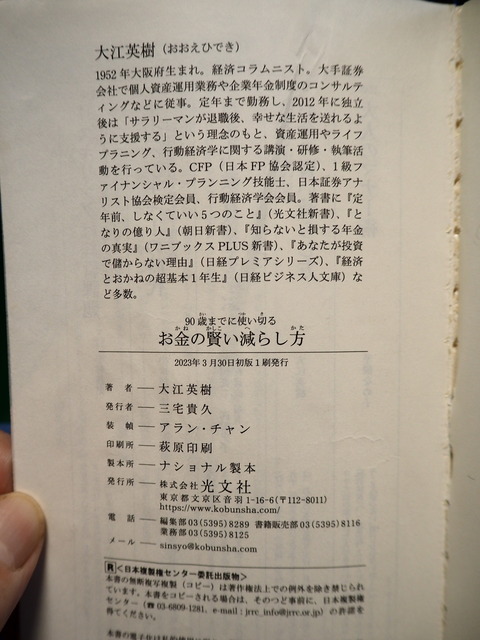 大江英樹（おおえひでき）
1952年大阪府生まれ。経済コラムニスト。大手証券
会社で個人資産運用業務や企業年金制度のコンサルテ
ィングなどに従事。定年まで勤務し、2012年に独立
後は「サラリーマンが退職後、幸せな生活を送れるよ
うに支援する」という理念のもと、資産運用やライフ
プラニング、行動経済学に関する講演・研修・執筆活
動を行っている。CFP（日本FP協会認定）、1級フ
ァイナンシャル・プランニング技能士、日本証券アナ
リスト協会検定会員、行動経済学会会員。著書に『定
年前、しなくていい5つのこと』（光文社新書）、『と
なりの億り人』（朝日新書）、『知らないと損する年金
の真実』（ワニブックスPLUS新書）、『あなたが投資
で儲からない理由』（日経プレミアシリーズ）、『経済
とおかねの超基本1年生』（日経ビジネス人文庫）な
ど多数。
90歳までに使い切る
お金の賢い減らし方
2023年3月30日初版1刷発行
著者 ― 大江英樹
発行者 ― 三宅貴久
装幀 ― アラン・チャン
印刷所 ― 萩原印刷
製本所 ― ナショナル製本
発行所 ― 株式会社光文社
東京都文京区音羽1-16-6（〒112-8011）
https://www.kobunsha.com/
電話 ― 編集部03(5395)8289 書籍販売部03(5395)8116
業務部03(5395)8125
メール ― sinsyo@kobunsha.com
R＜日本複製権センター委託出版物＞
本書の無断複写複製（コピー）は著作権法上での例外を除き禁じられ
ています。本書をコピーされる場合は、そのつど事前に、日本複製権
センター（☎03-6809-1281、e-mail：jrrc_info@jrrc.or.jp）の許諾を
得てください。